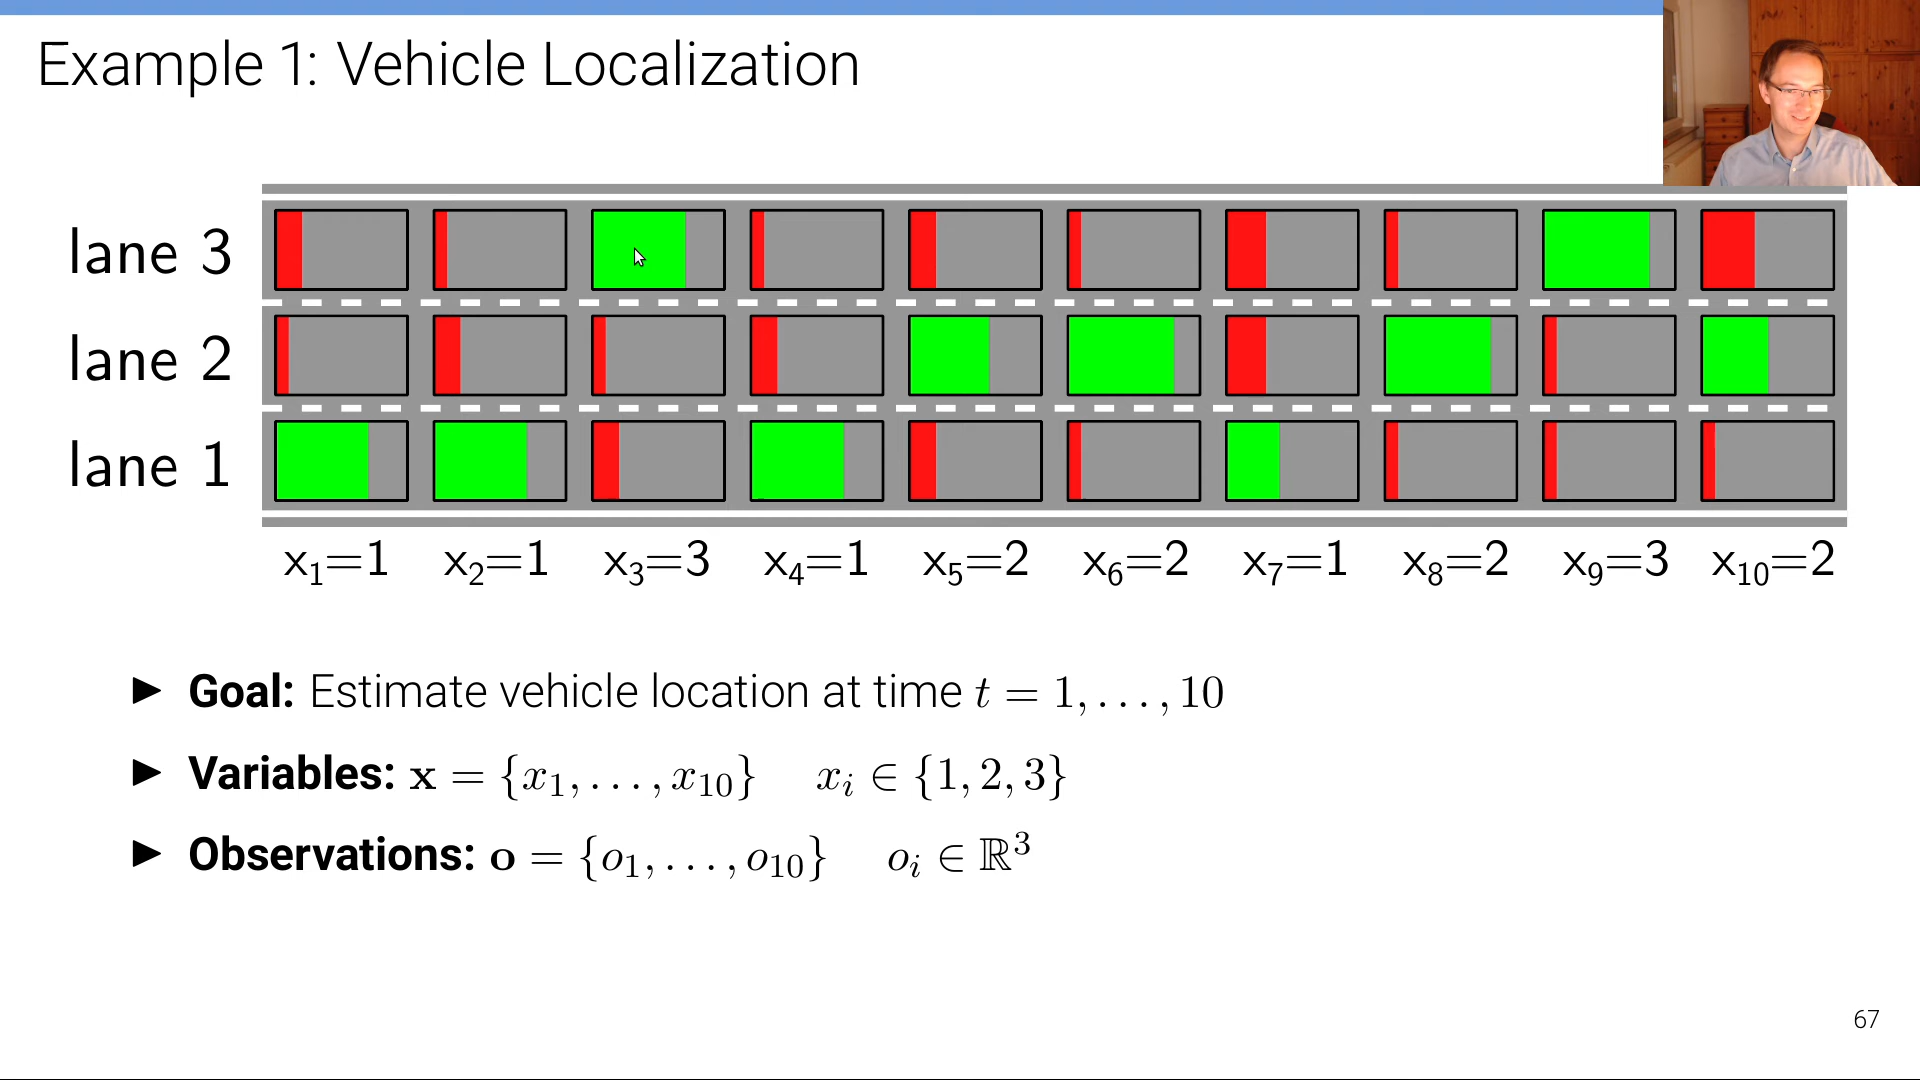 Example 1: Vehicle Localization
lane 3
lane 2
lane 1
x₁=1 x₂=1 x₃=3 x₄=1 x₅=2 x₆=2 x₇=1 x₈=2 x₉=3 x₁₀=2
► Goal: Estimate vehicle location at time t = 1, . . . , 10
► Variables: x = {x₁, . . . , x₁₀} xᵢ ∈ {1, 2, 3}
► Observations: o = {o₁, . . . , o₁₀} oᵢ ∈ ℝ³
67